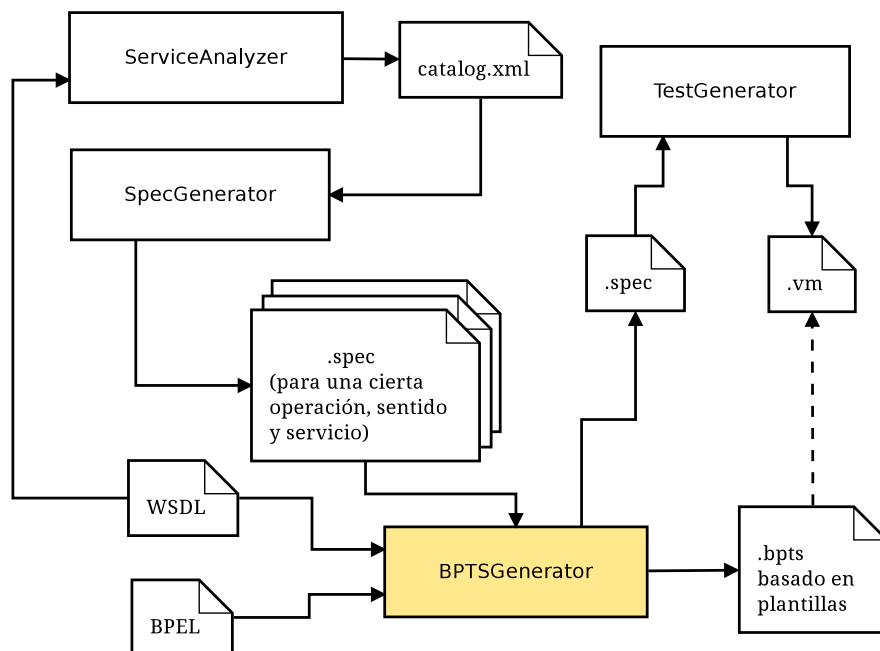 ServiceAnalyzer
catalog.xml
TestGenerator
SpecGenerator
.spec
.vm
.spec
(para una cierta
operación, sentido
y servicio)
WSDL
BPTSGenerator
.bpts
basado en
plantillas
BPEL